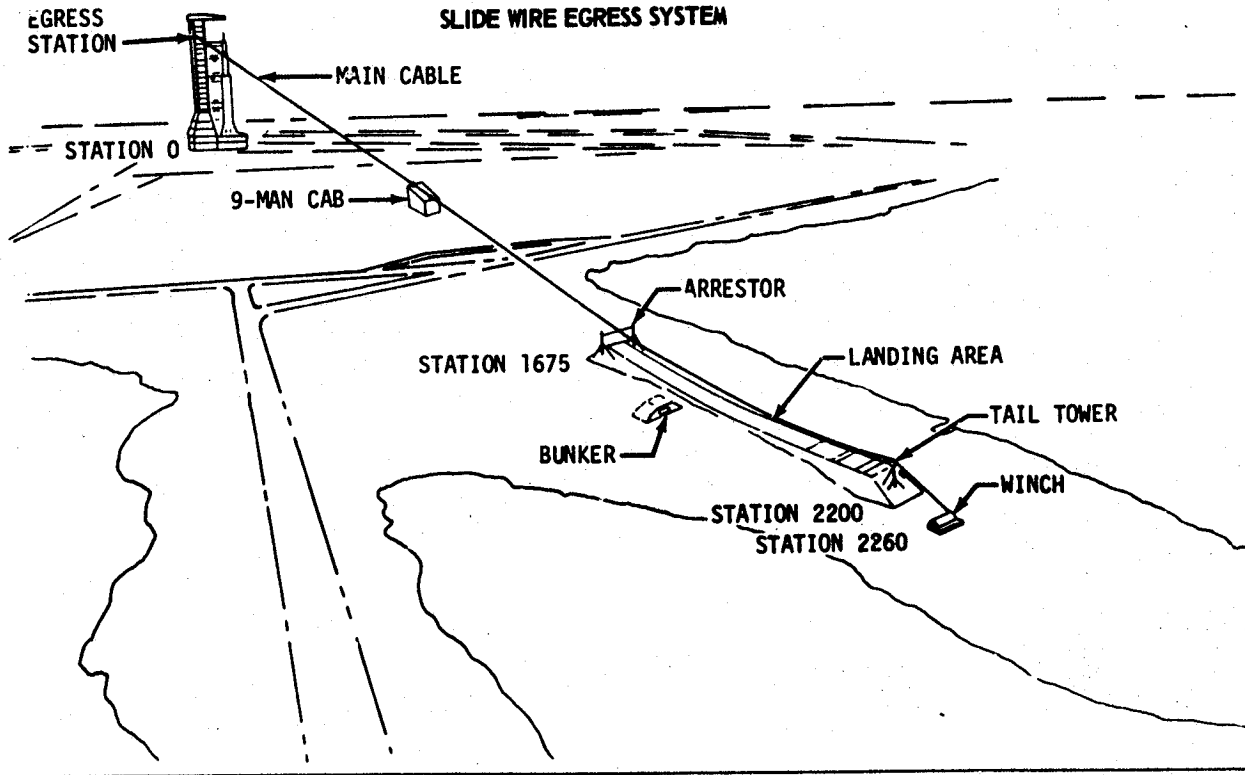 SLIDE WIRE EGRESS SYSTEM
EGRESS
STATION
MAIN CABLE
STATION 0
9-MAN CAB
ARRESTOR
STATION 1675
LANDING AREA
TAIL TOWER
BUNKER
WINCH
STATION 2200
STATION 2260